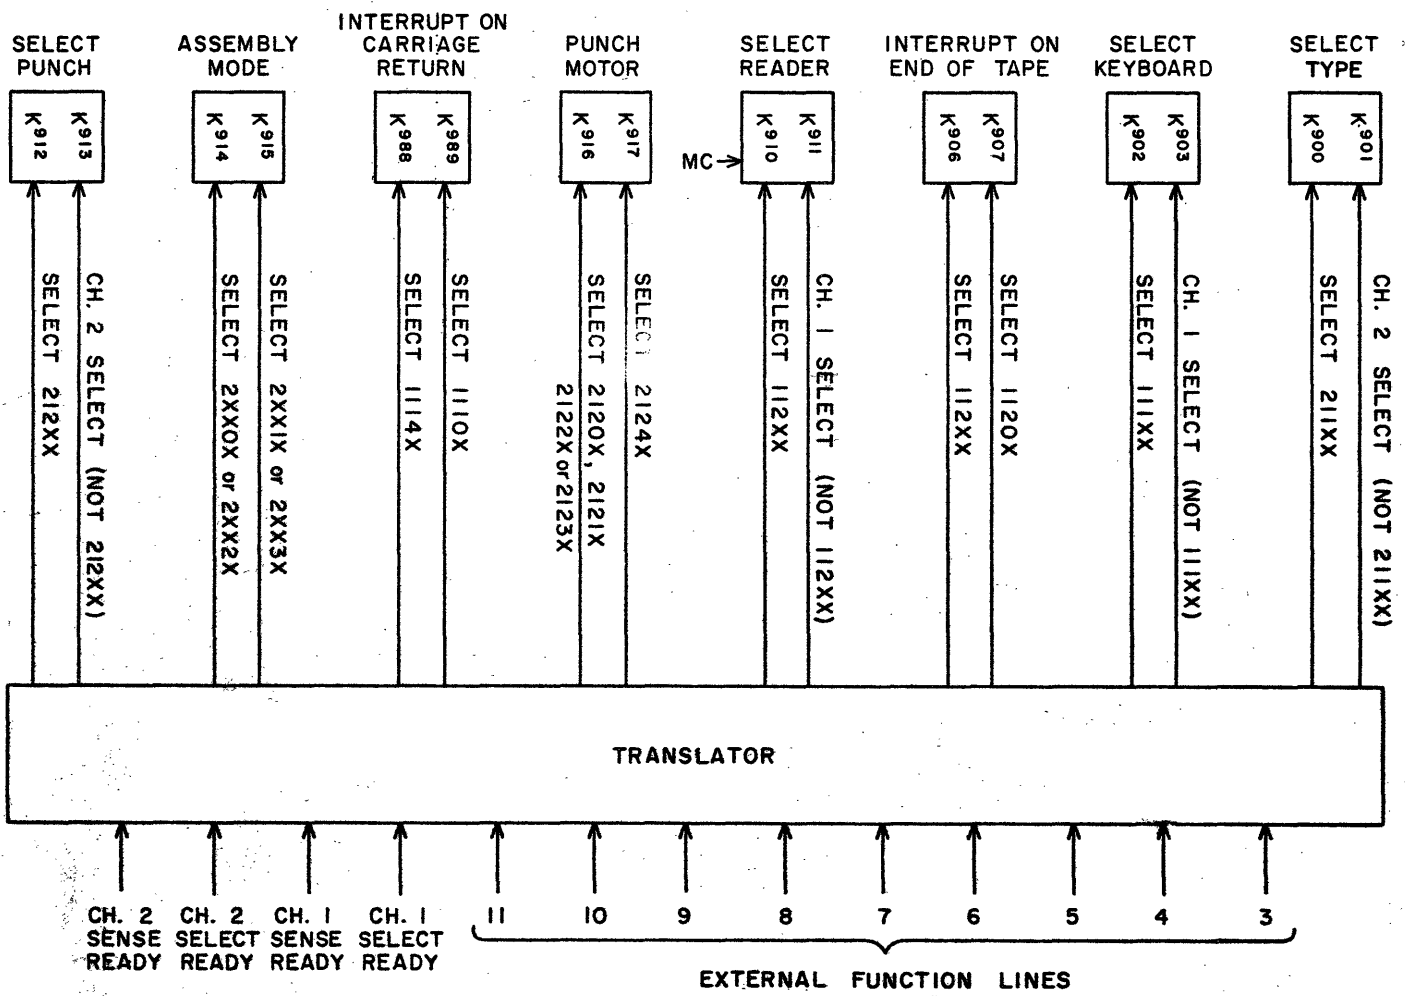 SELECT
PUNCH
ASSEMBLY
MODE
INTERRUPT ON
CARRIAGE
RETURN
PUNCH
MOTOR
SELECT
READER
INTERRUPT ON
END OF TAPE
SELECT
KEYBOARD
SELECT
TYPE
K912
K913
K914
K915
K988
K989
K916
K917
MC
K910
K911
K906
K907
K902
K903
K900
K901
SELECT 212XX
CH. 2 SELECT (NOT 212XX)
SELECT 2XX0X or 2XX2X
SELECT 2XX1X or 2XX3X
SELECT 1114X
SELECT 1110X
SELECT 2120X, 2121X
2122X or 2123X
SELECT 2124X
SELECT 112XX
CH. 1 SELECT (NOT 112XX)
SELECT 112XX
SELECT 1120X
SELECT 111XX
CH. 1 SELECT (NOT 111XX)
SELECT 211XX
CH. 2 SELECT (NOT 211XX)
TRANSLATOR
CH. 2
SENSE
READY
CH. 2
SELECT
READY
CH. 1
SENSE
READY
CH. 1
SELECT
READY
11
10
9
8
7
6
5
4
3
EXTERNAL FUNCTION LINES